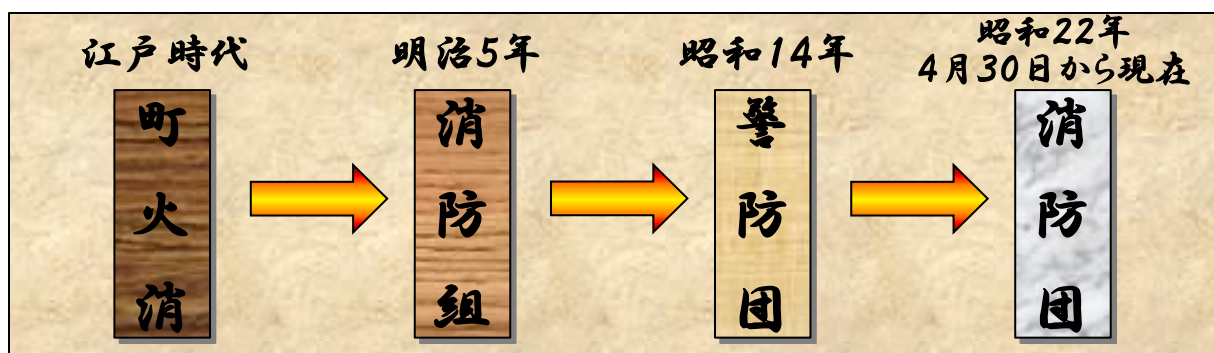 江戸時代
町火消
明治5年
消防組
昭和14年
警防団
昭和22年
4月30日から現在
消防団